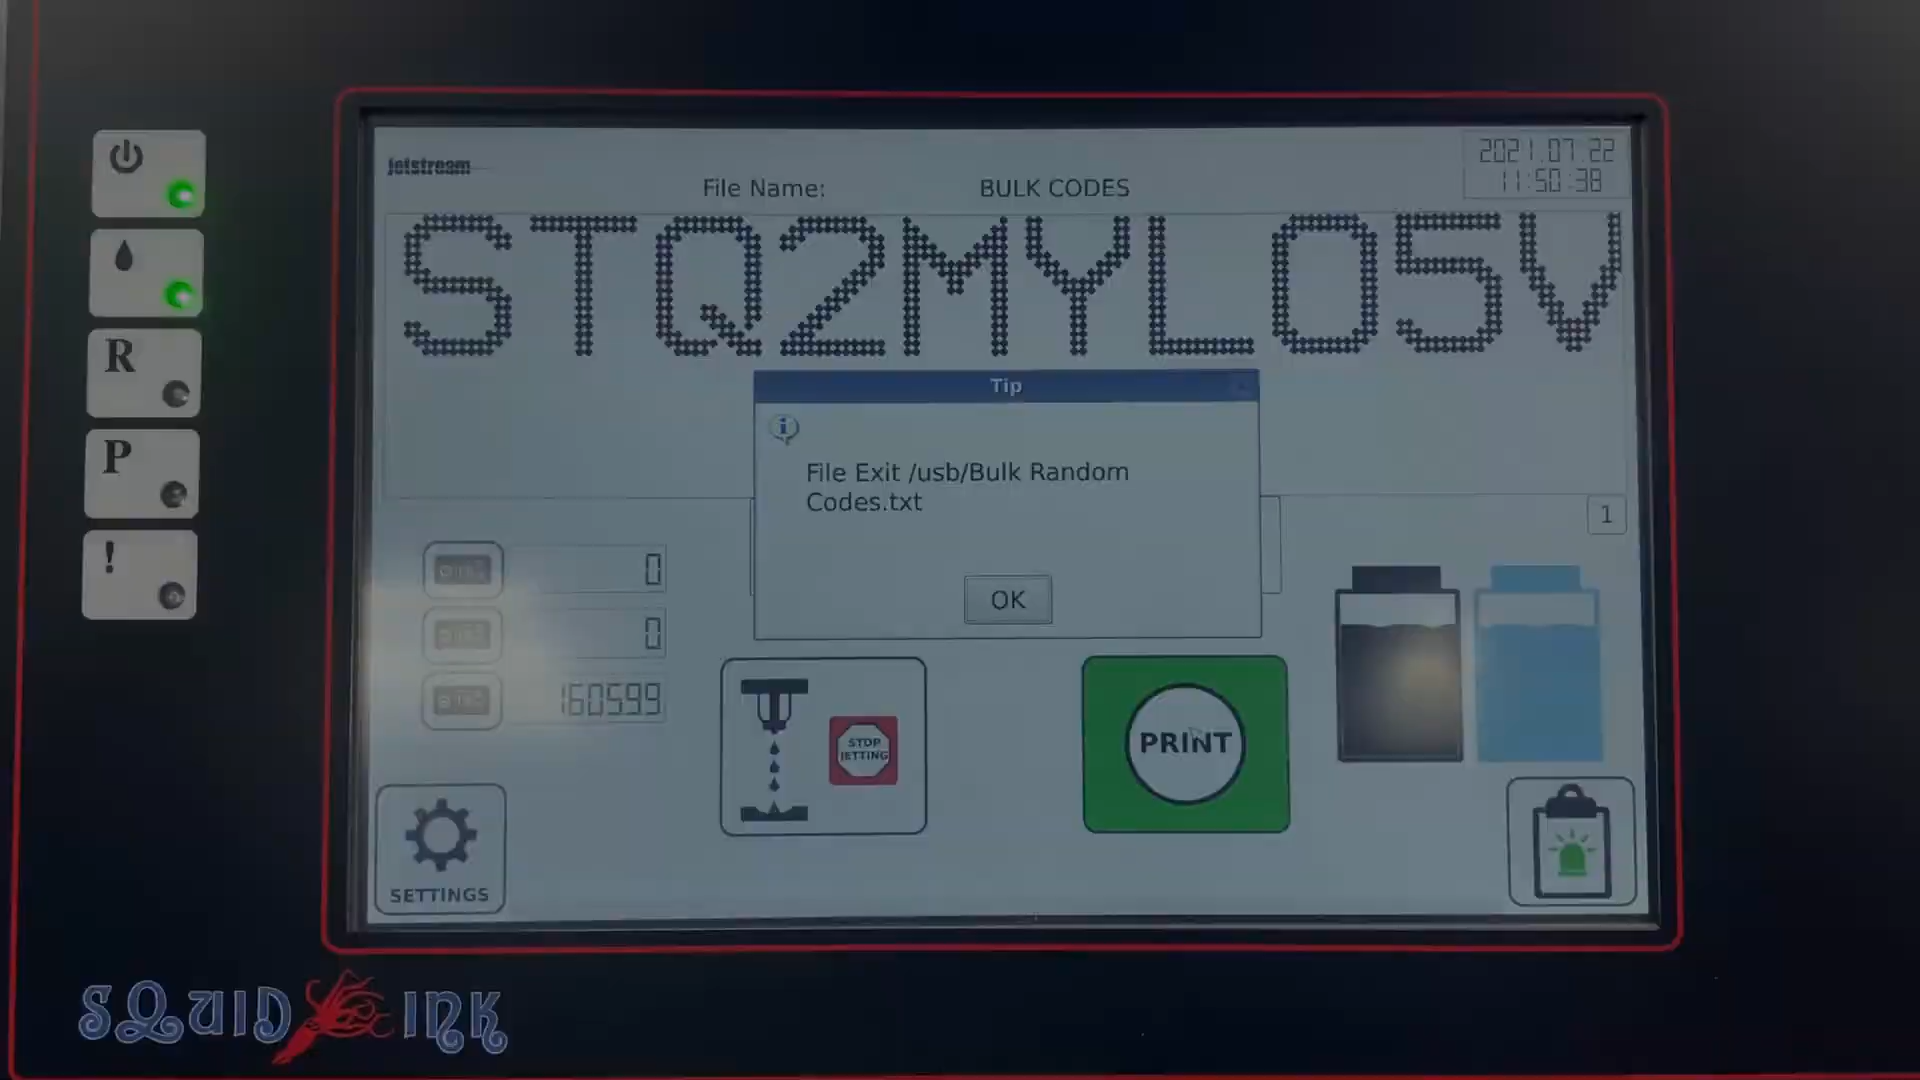 Jetstream
File Name: BULK CODES
2021.07.22
11:50:38
STQ2MYLO5V
Tip
File Exit /usb/Bulk Random
Codes.txt
OK
1
0
0
160599
R
P
!
STOP
JETTING
PRINT
SETTINGS
SQUID INK